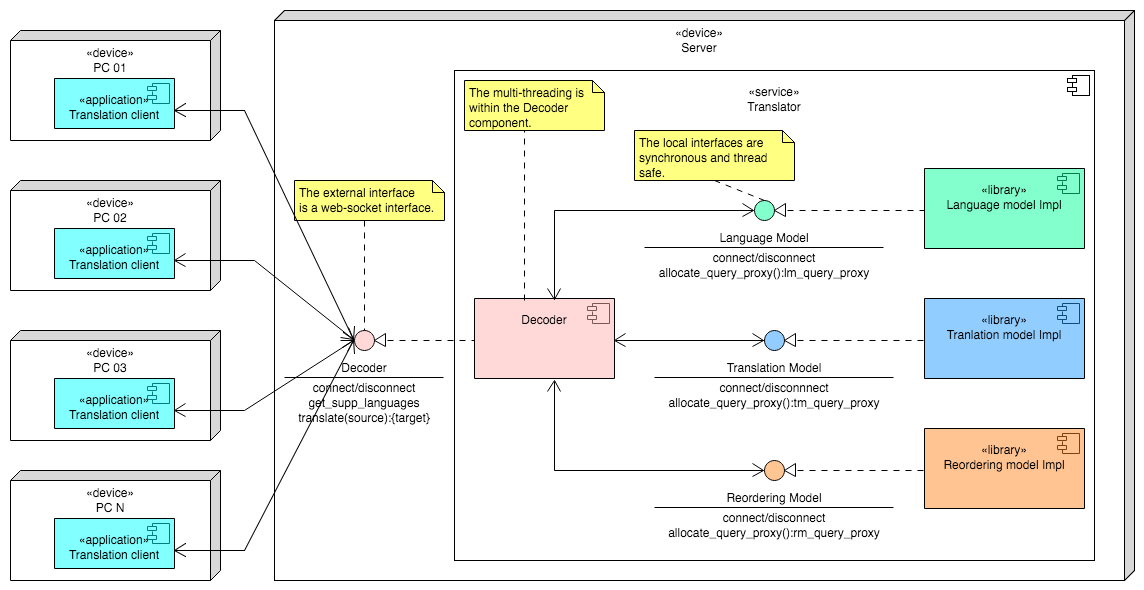 «device»
PC 01
«application»
Translation client
«device»
PC 02
«application»
Translation client
«device»
PC 03
«application»
Translation client
«device»
PC N
«application»
Translation client
«device»
Server
The external interface
is a web-socket interface.
Decoder
connect/disconnect
get_supp_languages
translate(source):{target}
«service»
Translator
The multi-threading is
within the Decoder
component.
The local interfaces are
synchronous and thread
safe.
Decoder
Language Model
connect/disconnect
allocate_query_proxy():lm_query_proxy
«library»
Language model Impl
Translation Model
connect/disconnnect
allocate_query_proxy():tm_query_proxy
«library»
Tranlation model Impl
Reordering Model
connect/disconnect
allocate_query_proxy():rm_query_proxy
«library»
Reordering model Impl